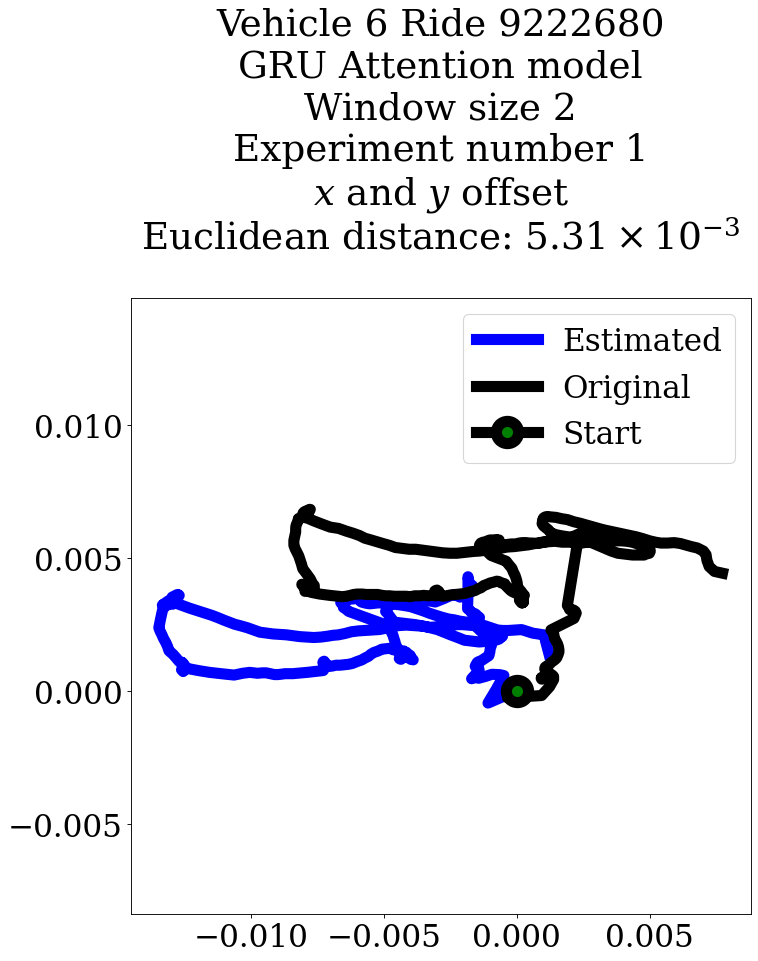 Vehicle 6 Ride 9222680
GRU Attention model
Window size 2
Experiment number 1
x and y offset
Euclidean distance: 5.31 × 10⁻³
Estimated
Original
Start
0.010
0.005
0.000
−0.005
−0.010 −0.005 0.000 0.005